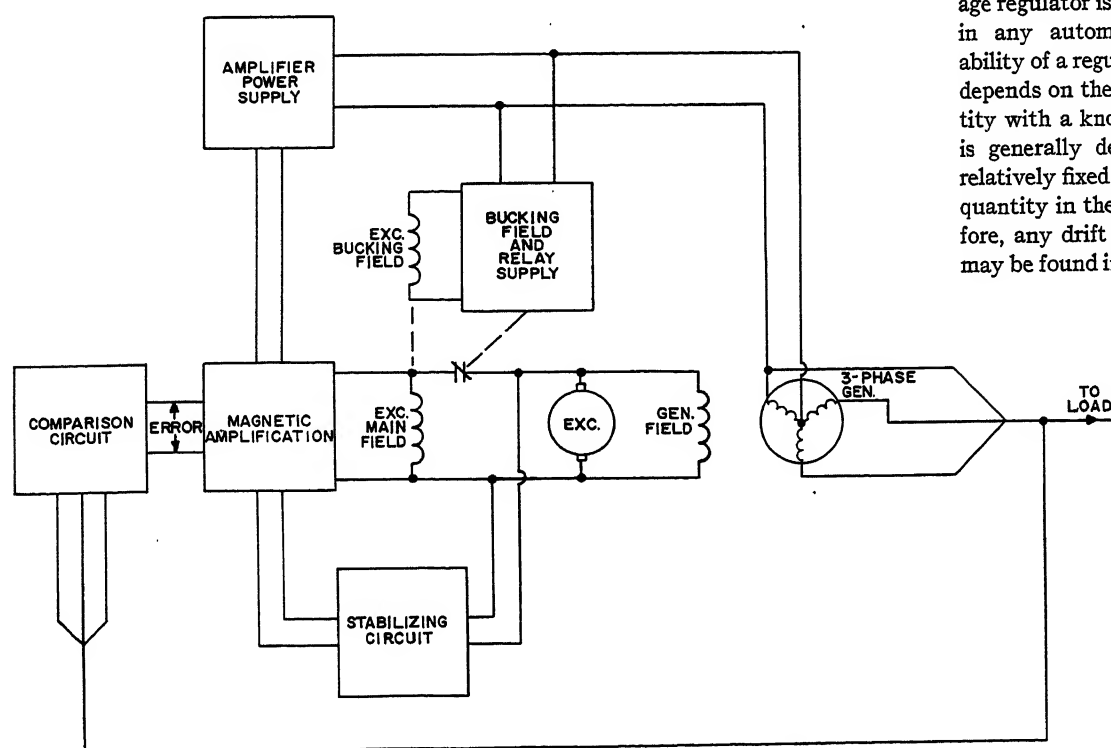 AMPLIFIER
POWER
SUPPLY
EXC.
BUCKING
FIELD
BUCKING
FIELD
AND
RELAY
SUPPLY
COMPARISON
CIRCUIT
ERROR
MAGNETIC
AMPLIFICATION
EXC.
MAIN
FIELD
EXC.
GEN.
FIELD
3-PHASE
GEN.
TO
LOAD
STABILIZING
CIRCUIT
age regulator is
in any autom
ability of a regu
depends on the
tity with a kno
is generally de
relatively fixed
quantity in the
fore, any drift
may be found i